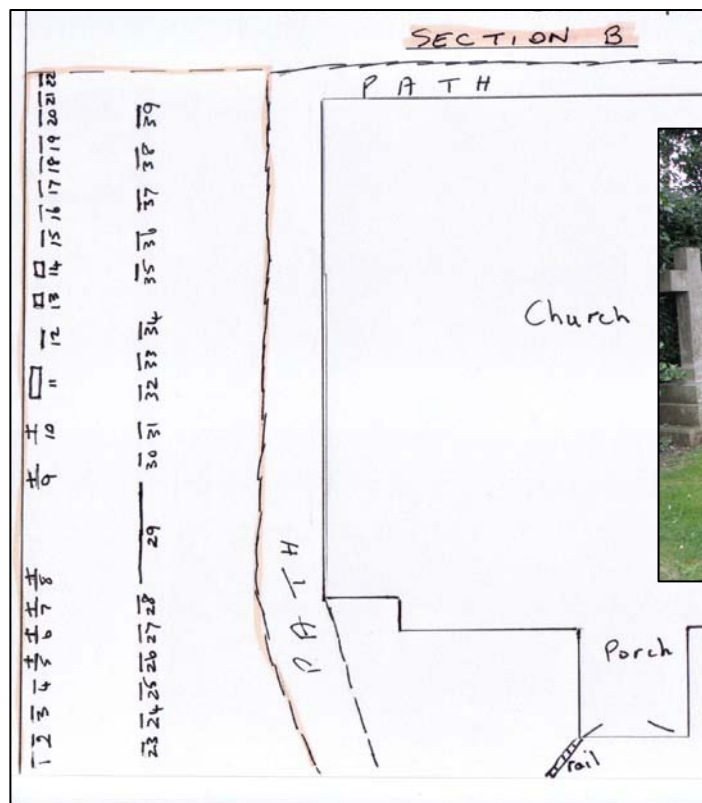 SECTION B
PATH
1 2 3 4 5 6 7 8 9 10 11 12 13 14 15 16 17 18 19 20 21 22
23 24 25 26 27 28 29 30 31 32 33 34 35 36 37 38 39
PATH
Church
Porch
rail